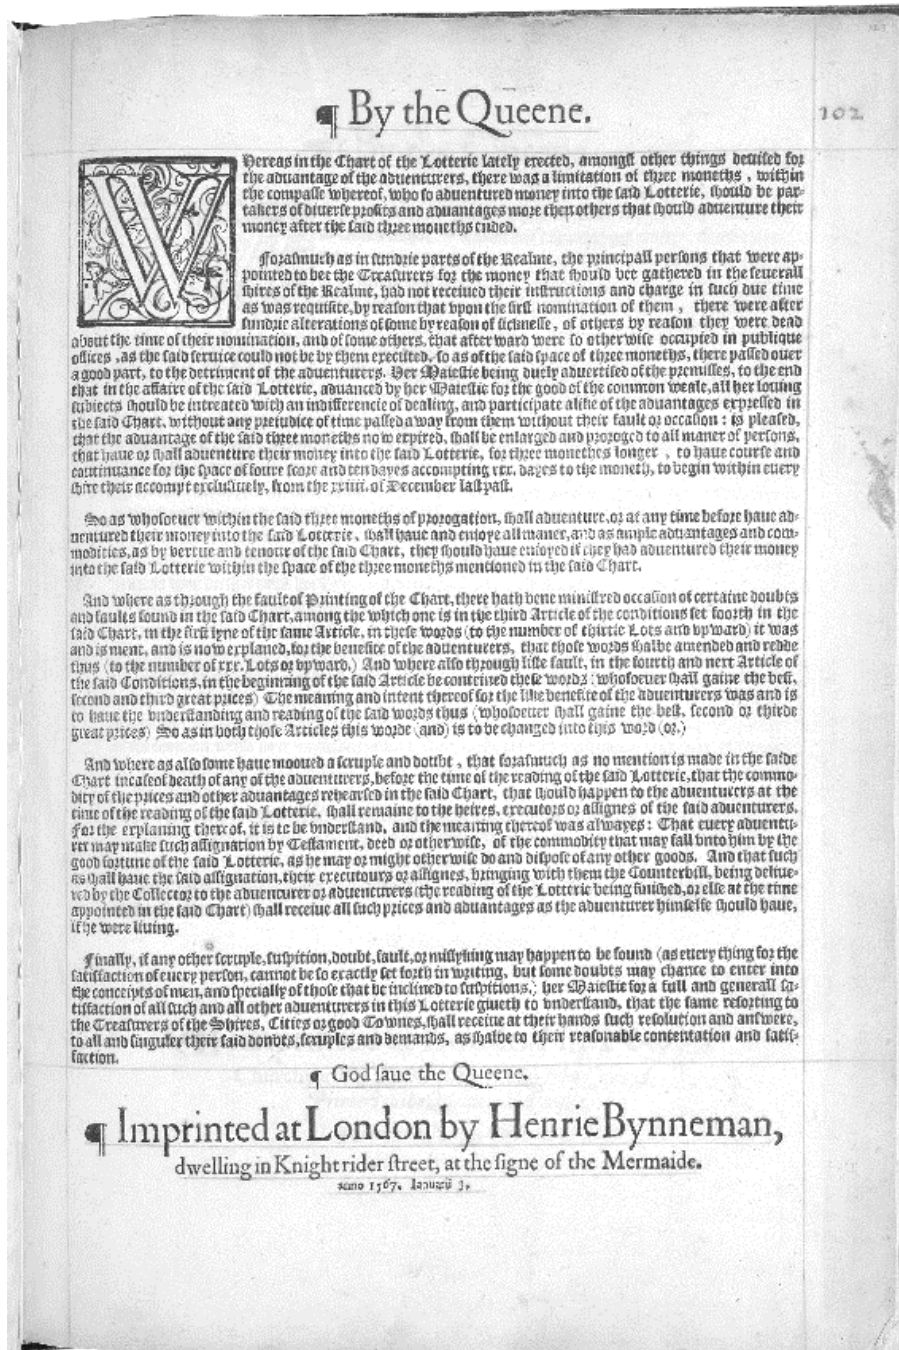 ¶ By the Queene.
102
WHereas in the Chart of the Lotterie lately erected, amongst other things deuised for
the aduantage of the aduenturers, there was a limitation of three moneths, within
the compasse whereof, who so aduentured money into the said Lotterie, should be par-
takers of diuerse profits and aduantages more then others that should aduenture their
money after the said three moneths ended.
Forasmuch as in sundrie parts of the Realme, the principall persons that were ap-
pointed to bee the Treasurers for the money that should bee gathered in the seuerall
shires of the Realme, had not receiued their instructions and charge in such due time
as was requisite, by reason that vpon the first nomination of them, there were after
sundrie alterations of some by reason of sicknesse, of others by reason they were dead
about the time of their nomination, and of some others, that after ward were so otherwise occupied in publique
offices, as the said seruice could not be by them executed, so as of the said space of three moneths, there passed ouer
a good part, to the detriment of the aduenturers. Her Maiestie being duely aduertised of the premisses, to the end
that in the affaire of the said Lotterie, aduanced by her Maiestie for the good of the common weale, all her louing
subiects should be intreated with an indifferencie of dealing, and participate alike of the aduantages expressed in
the said Chart, without any preiudice of time passed away from them without their fault or occasion: is pleased,
that the aduantage of the said three moneths now expired, shall be enlarged and proroged to all maner of persons,
that haue or shall aduenture their money into the said Lotterie, for three monethes longer, to haue course and
continuance for the space of foure score and ten dayes accompting xxx. dayes to the moneth, to begin within euery
shire their accompt exclusiuely, from the xxiiii. of December last past.
So as whosoeuer within the said three moneths of prorogation, shall aduenture, or at any time before haue ad-
uentured their money into the said Lotterie, shall haue and enioye all maner, and as ample aduantages and com-
modities, as by vertue and tenour of the said Chart, they should haue enioyed if they had aduentured their money
into the said Lotterie within the space of the three moneths mentioned in the said Chart.
And where as through the fault of Printing of the Chart, there hath bene ministred occasion of certaine doubts
and faults found in the said Chart, among the which one is in the third Article of the conditions set foorth in the
said Chart, in the first lyne of the same Article, in these words (to the number of thirtie Lots and vpward) it was
and is ment, and is now explaned, for the benefite of the aduenturers, that those words shalbe amended and redde
thus (to the number of xxx. Lots or vpward.) And where also through like fault, in the fourth and next Article of
the said Conditions, in the beginning of the said Article be conteined these words: whosoeuer shall gaine the best,
second and third great prices) The meaning and intent thereof for the like benefite of the aduenturers was and is
to haue the vnderstanding and reading of the said words thus (whosoeuer shall gaine the best, second or thirde
great prices) So as in both those Articles this worde (and) is to be changed into this word (or.)
And where as also some haue mooued a scruple and doubt, that forasmuch as no mention is made in the saide
Chart incase of death of any of the aduenturers, before the time of the reading of the said Lotterie, that the commo-
dity of the prices and other aduantages rehearsed in the said Chart, that should happen to the aduenturers at the
time of the reading of the said Lotterie, shall remaine to the heires, executors or assignes of the said aduenturers.
For the explaning thereof, it is to be vnderstand, and the meaning thereof was alwayes: That euery aduentu-
rer may make such assignation by Testament, deed or otherwise, of the commodity that may fall vnto him by the
good fortune of the said Lotterie, as he may or might otherwise do and dispose of any other goods. And that such
as shall haue the said assignation, their executours or assignes, bringing with them the Counterbill, being deliue-
red by the Collector to the aduenturer or aduenturers (the reading of the Lotterie being finished, or else at the time
appointed in the said Chart) shall receiue all such prices and aduantages as the aduenturer himselfe should haue,
if he were liuing.
Finally, if any other scruple, suspition, doubt, fault, or misliking may happen to be found (as euery thing for the
satisfaction of euery person, cannot be so exactly set forth in writing, but some doubts may chance to enter into
the conceipts of men, and specially of those that be inclined to suspitions,) her Maiestie for a full and generall sa-
tisfaction of all such and all other aduenturers in this Lotterie giueth to vnderstand, that the same resorting to
the Treasurers of the Shires, Cities or good Townes, shall receiue at their hands such resolution and answere,
to all and singuler their said doubts, scruples and demands, as shalbe to their reasonable contentation and satis-
faction.
¶ God saue the Queene.
¶ Imprinted at London by Henrie Bynneman,
dwelling in Knightrider street, at the signe of the Mermaide.
Anno 1567. Ianuarij 3.